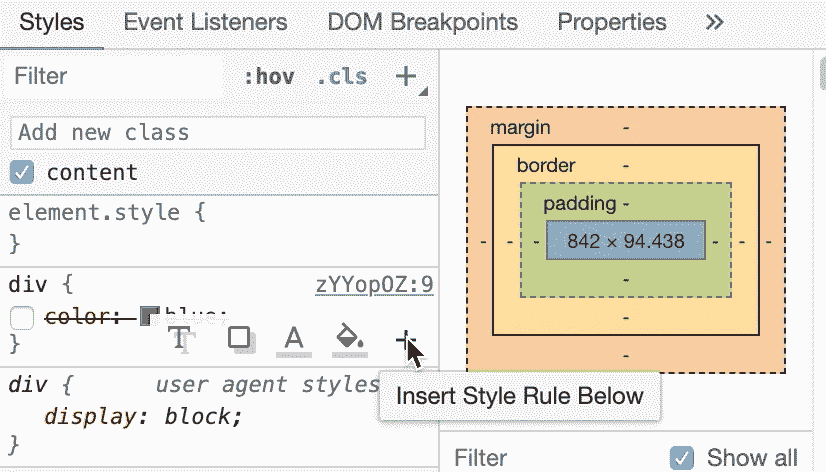 Styles Event Listeners DOM Breakpoints Properties »
Filter :hov .cls +
Add new class
content
element.style {
}
div { zYYopOZ:9
color: blue;
}
div { user agent styles
display: block;
}
Insert Style Rule Below
margin -
border -
padding -
- - - 842 × 94.438 - - -
-
-
-
Filter Show all